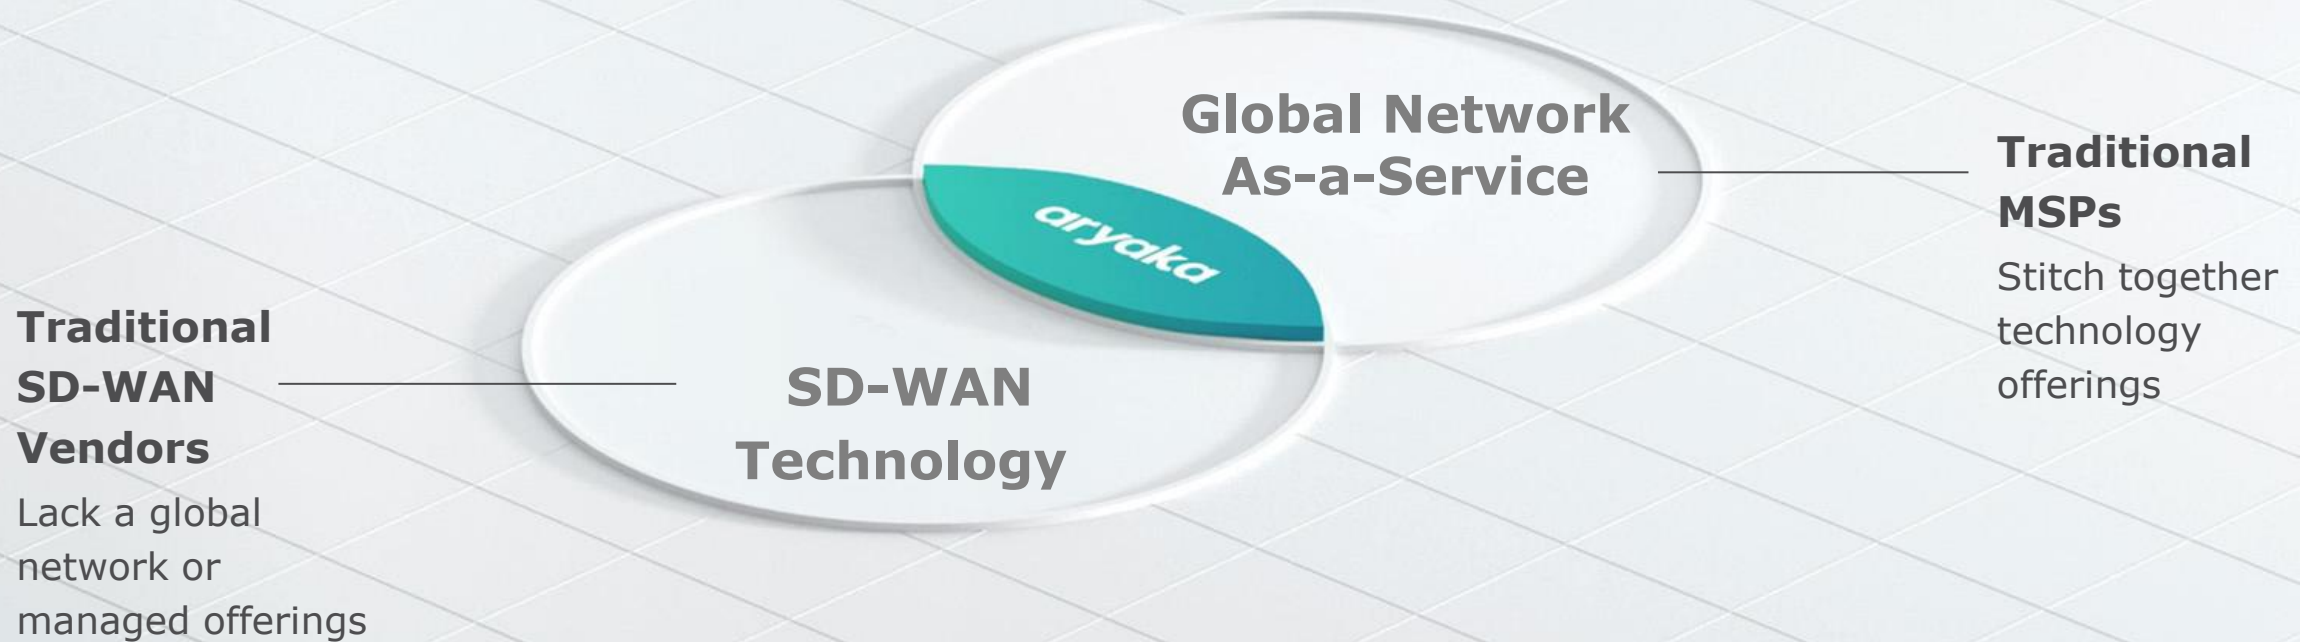 Global Network
As-a-Service
aryaka
SD-WAN
Technology
Traditional
SD-WAN
Vendors
Lack a global
network or
managed offerings
Traditional
MSPs
Stitch together
technology
offerings